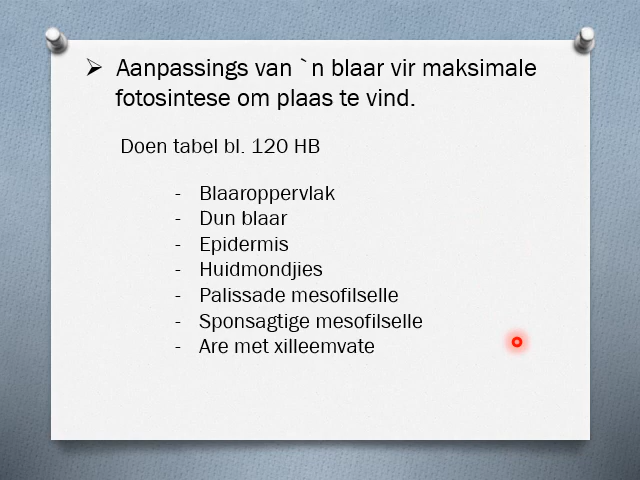 ➢ Aanpassings van `n blaar vir maksimale
fotosintese om plaas te vind.
Doen tabel bl. 120 HB
- Blaaroppervlak
- Dun blaar
- Epidermis
- Huidmondjies
- Palissade mesofilselle
- Sponsagtige mesofilselle
- Are met xilleemvate